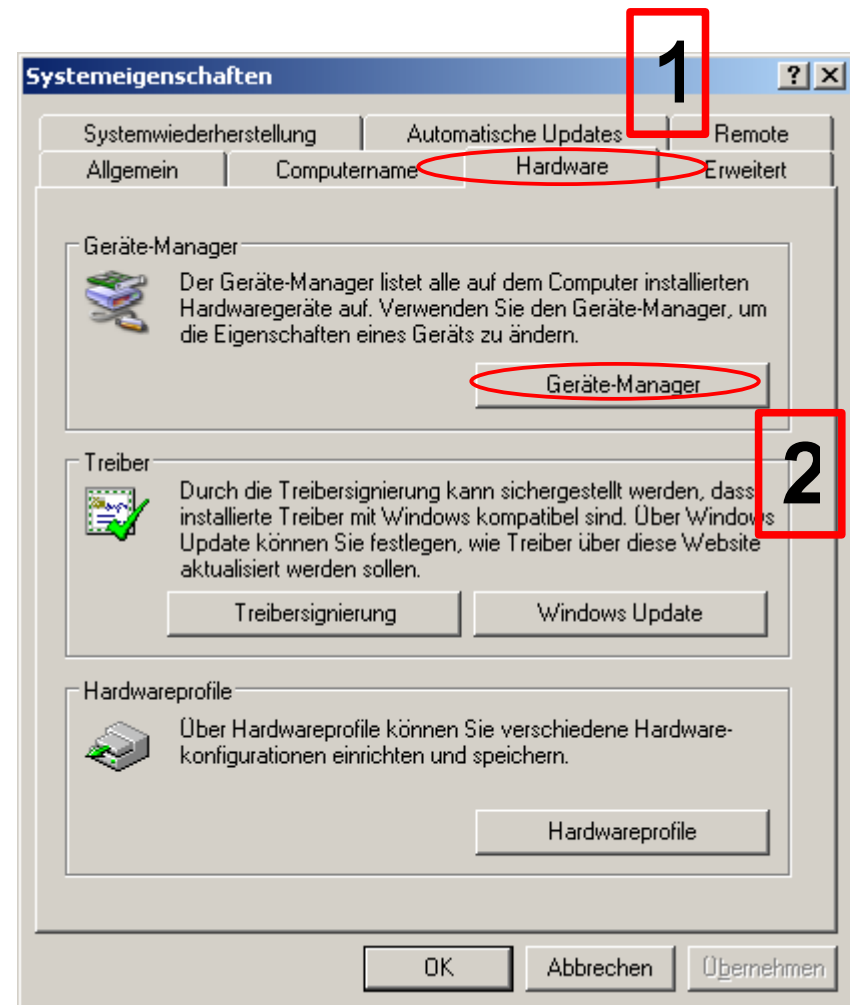 1
Systemeigenschaften
Systemwiederherstellung Automatische Updates Remote
Allgemein Computername Hardware Erweitert
Geräte-Manager
Der Geräte-Manager listet alle auf dem Computer installierten
Hardwaregeräte auf. Verwenden Sie den Geräte-Manager, um
die Eigenschaften eines Geräts zu ändern.
Geräte-Manager
2
Treiber
Durch die Treibersignierung kann sichergestellt werden, dass
installierte Treiber mit Windows kompatibel sind. Über Windows
Update können Sie festlegen, wie Treiber über diese Website
aktualisiert werden sollen.
Treibersignierung Windows Update
Hardwareprofile
Über Hardwareprofile können Sie verschiedene Hardware-
konfigurationen einrichten und speichern.
Hardwareprofile
OK Abbrechen Übernehmen